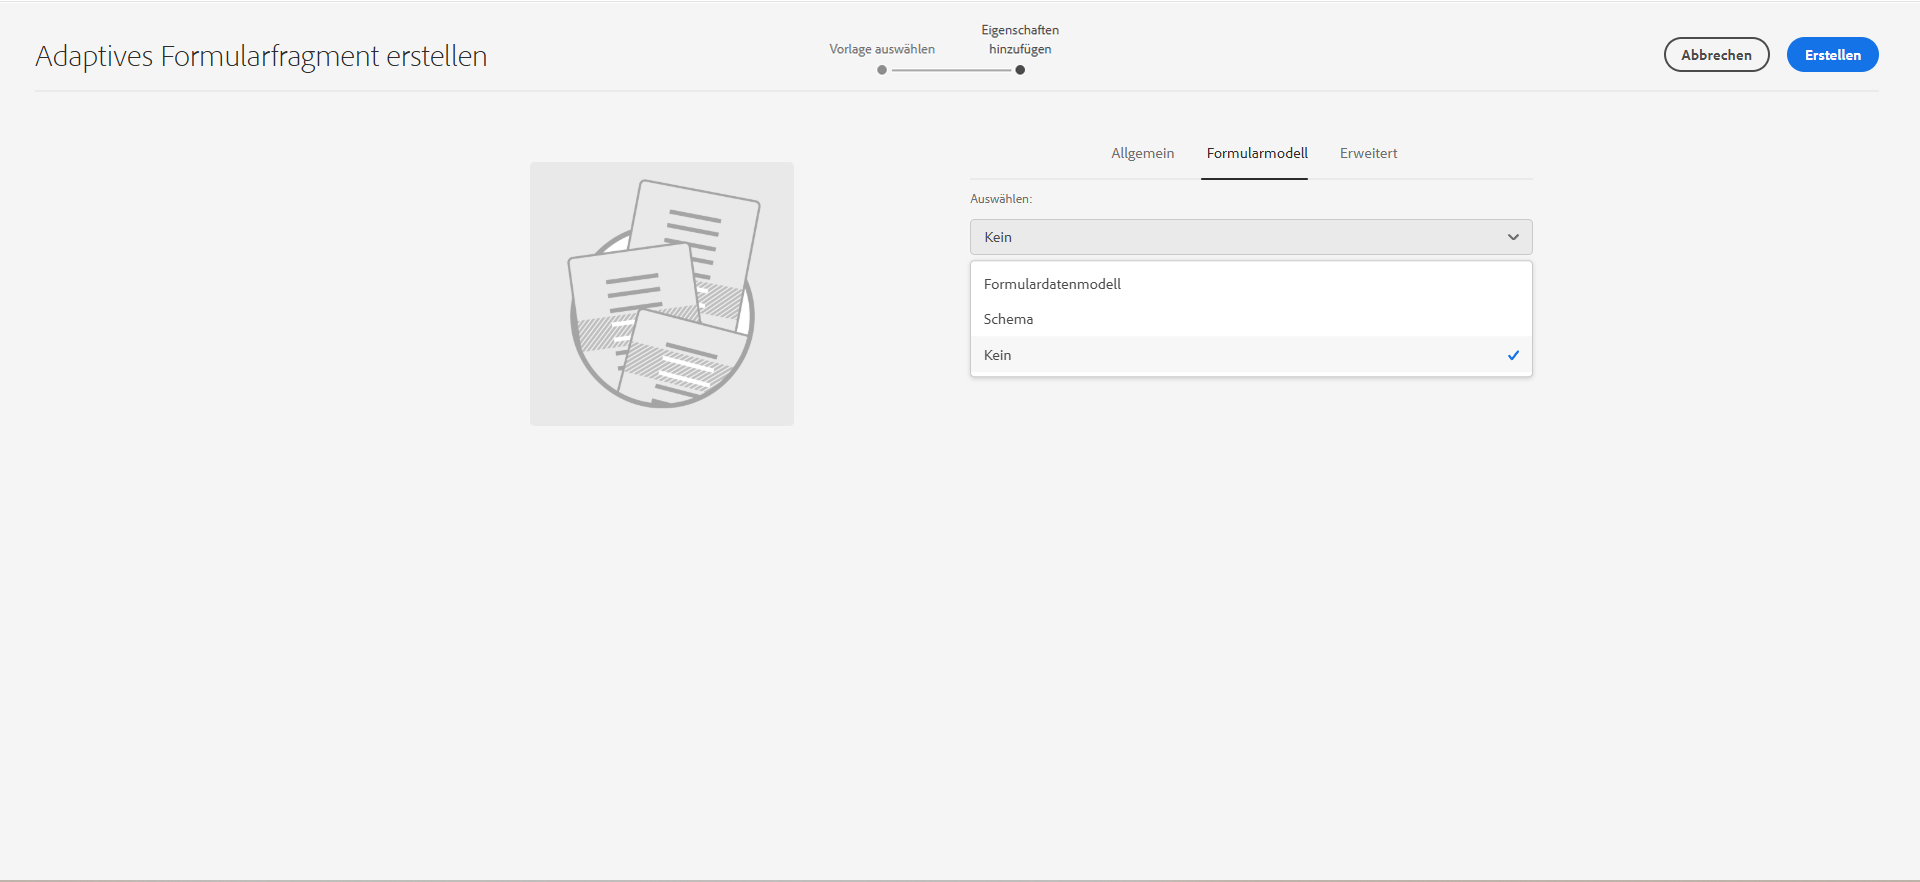 Adaptives Formularfragment erstellen
Vorlage auswählen
Eigenschaften
hinzufügen
Abbrechen
Erstellen
Allgemein
Formularmodell
Erweitert
Auswählen:
Kein
Formulardatenmodell
Schema
Kein